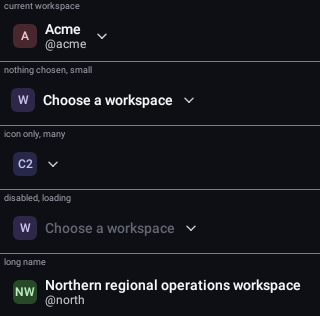 current workspace
A
Acme
@acme
nothing chosen, small
W Choose a workspace
icon only, many
C2
disabled, loading
W Choose a workspace
long name
NW
Northern regional operations workspace
@north